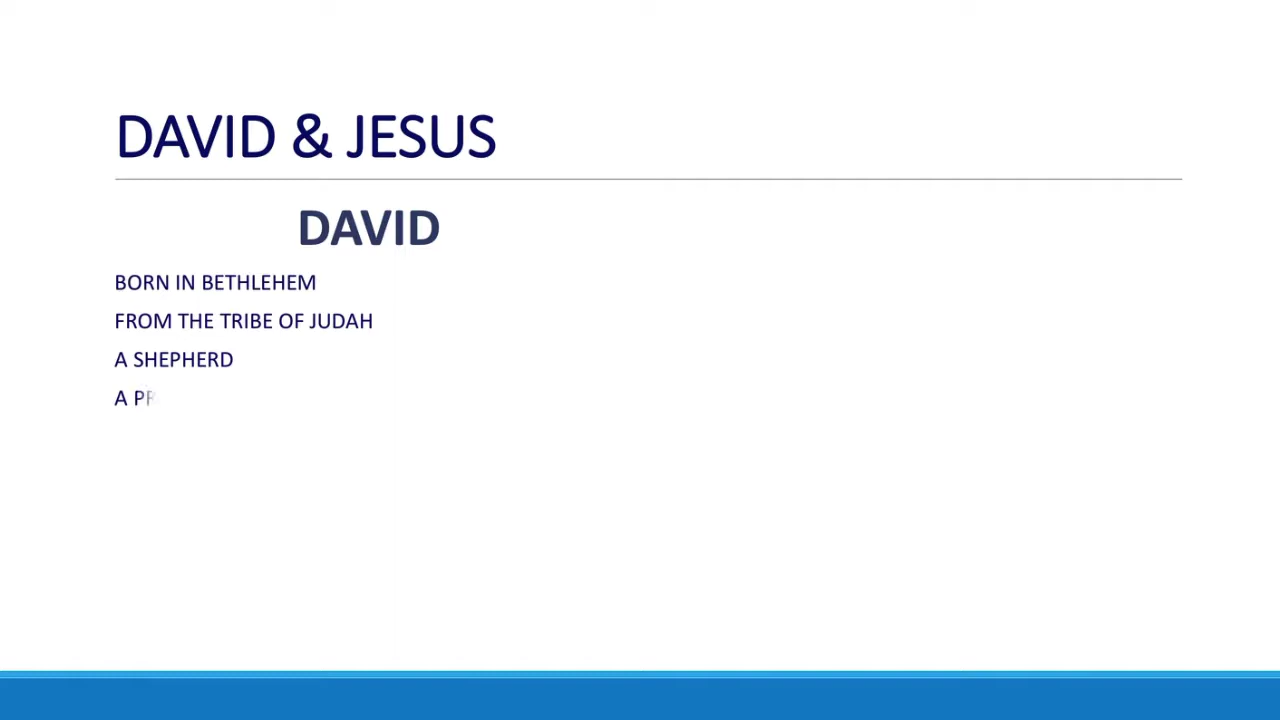 DAVID & JESUS
DAVID
BORN IN BETHLEHEM
FROM THE TRIBE OF JUDAH
A SHEPHERD
A